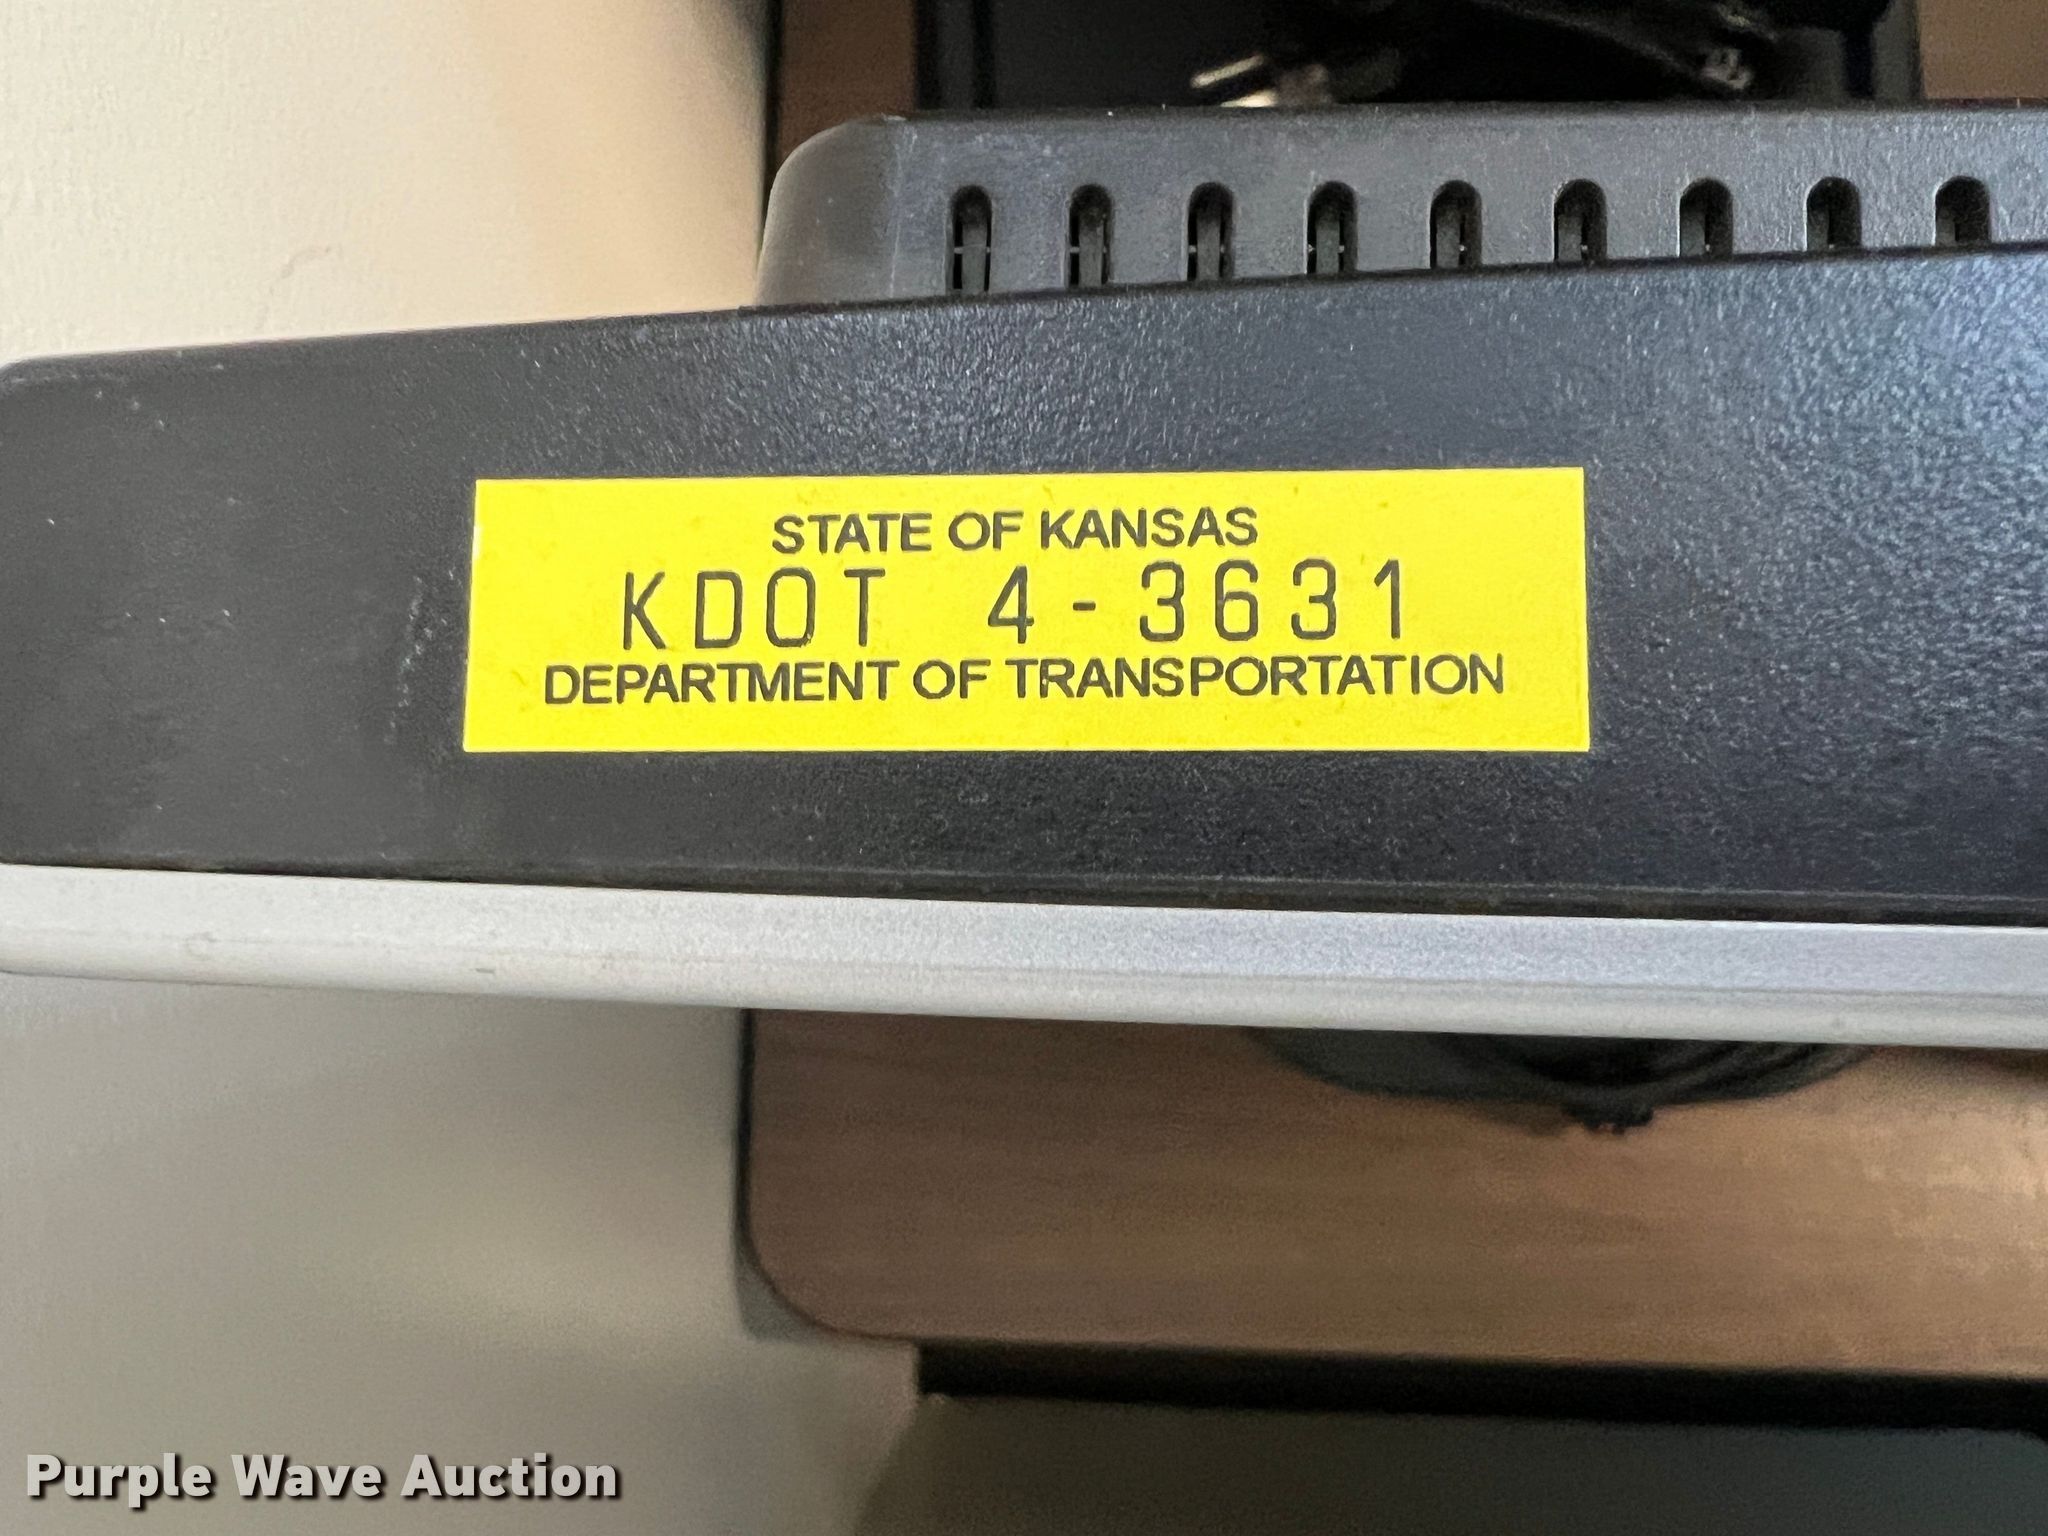 STATE OF KANSAS
KDOT 4-3631
DEPARTMENT OF TRANSPORTATION
Purple Wave Auction